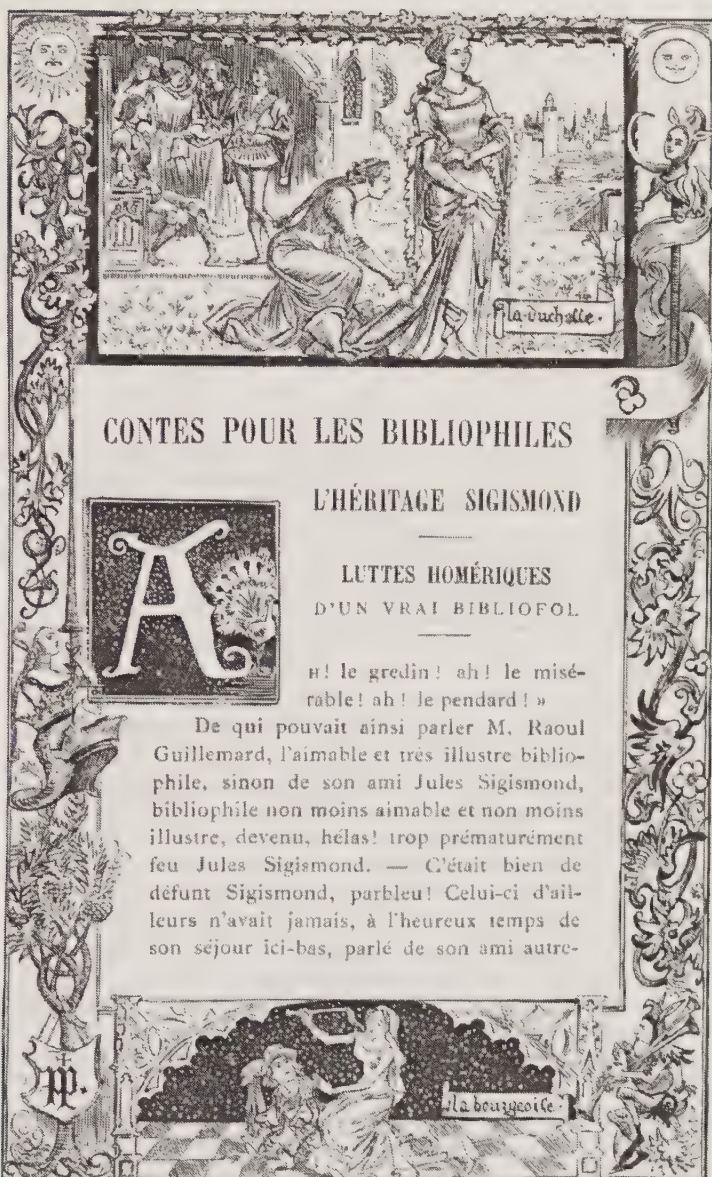 la duchesse.
CONTES POUR LES BIBLIOPHILES
L'HÉRITAGE SIGISMOND
LUTTES HOMÉRIQUES
D'UN VRAI BIBLIOFOL
AH! le gredin! ah! le misé-
rable! ah! le pendard! »
De qui pouvait ainsi parler M. Raoul
Guillemard, l'aimable et très illustre biblio-
phile, sinon de son ami Jules Sigismond,
bibliophile non moins aimable et non moins
illustre, devenu, hélas! trop prématurément
feu Jules Sigismond. — C'était bien de
défunt Sigismond, parbleu! Celui-ci d'ail-
leurs n'avait jamais, à l'heureux temps de
son séjour ici-bas, parlé de son ami autre-
pp.
la bourgeoise.